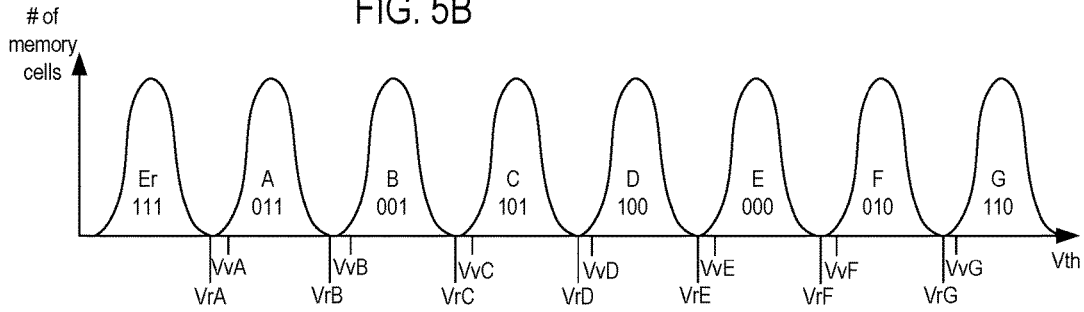 FIG. 5B
# of
memory
cells
Er A B C D E F G
111 011 001 101 100 000 010 110
VvA VvB VvC VvD VvE VvF VvG Vth
VrA VrB VrC VrD VrE VrF VrG